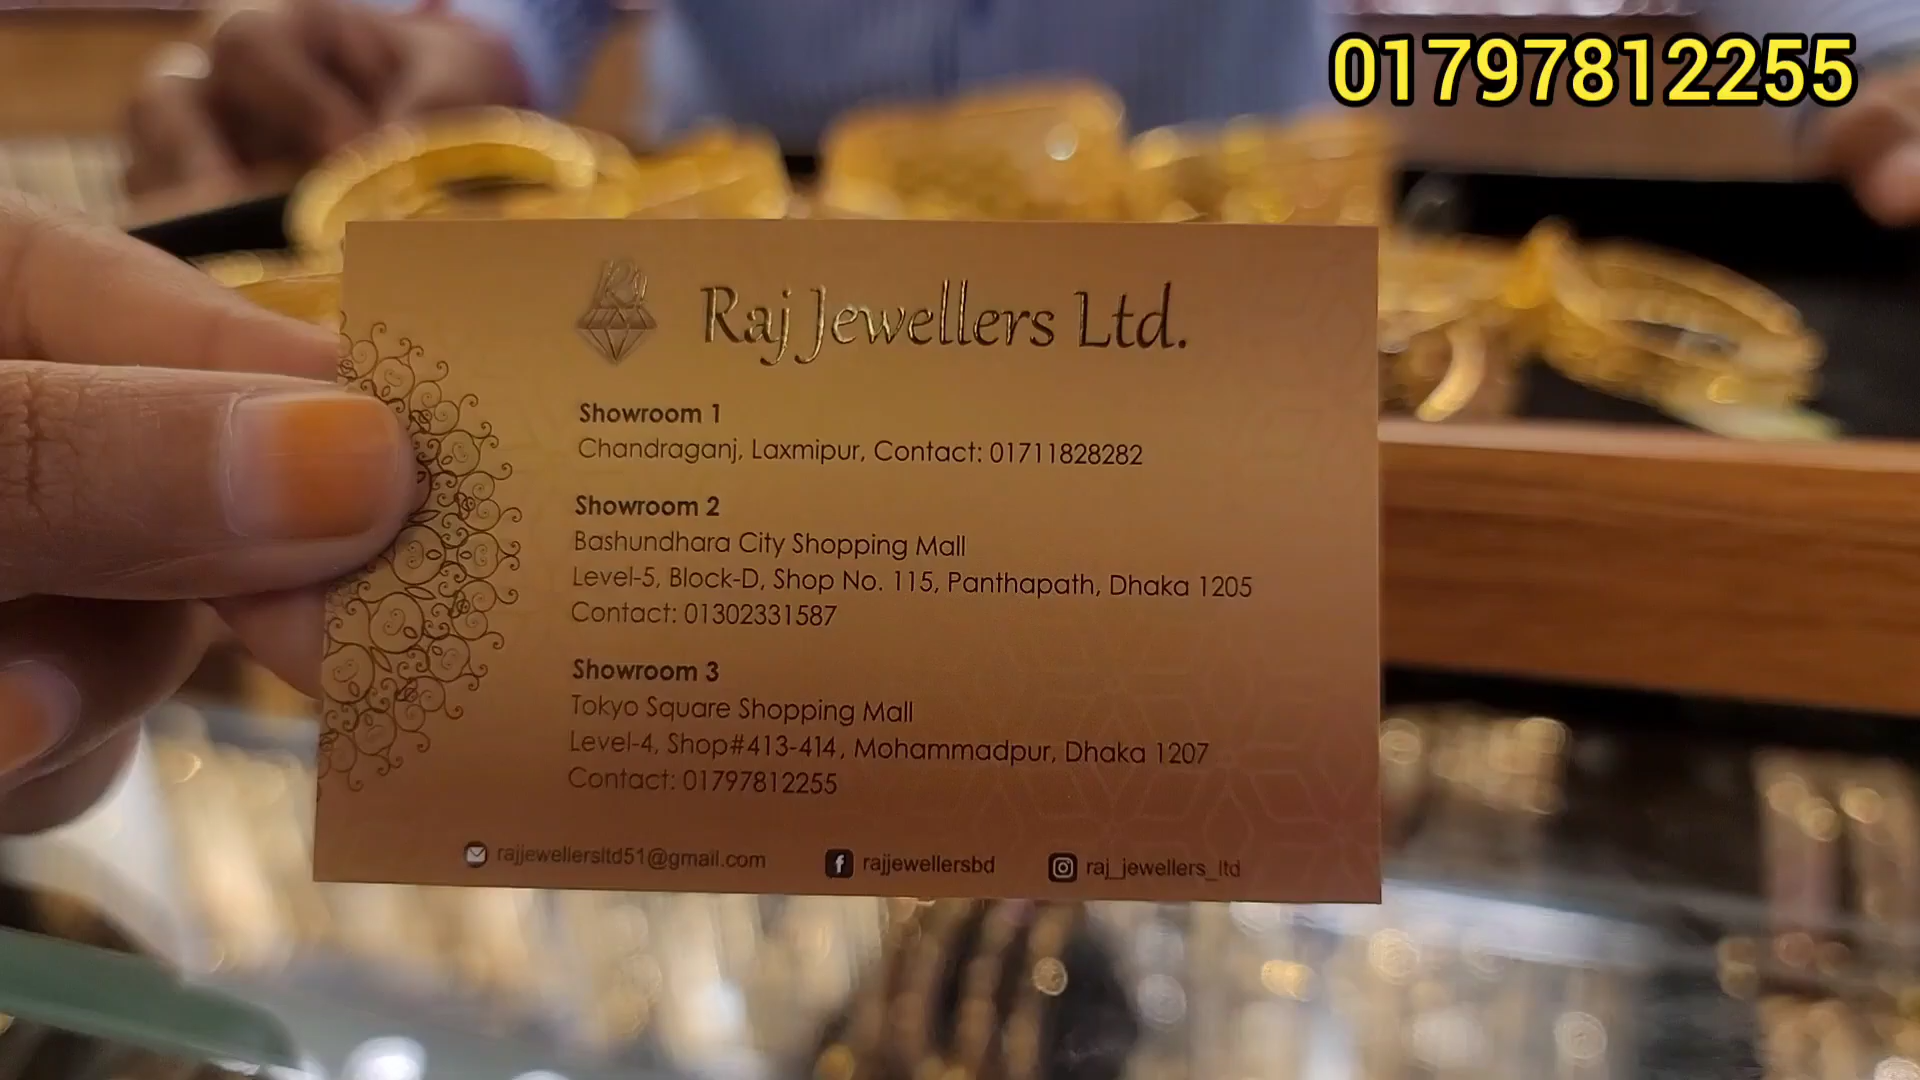 01797812255
Raj Jewellers Ltd.
Showroom 1
Chandraganj, Laxmipur, Contact: 01711828282
Showroom 2
Bashundhara City Shopping Mall
Level-5, Block-D, Shop No. 115, Panthapath, Dhaka 1205
Contact: 01302331587
Showroom 3
Tokyo Square Shopping Mall
Level-4, Shop#413-414, Mohammadpur, Dhaka 1207
Contact: 01797812255
rajjewellersltd51@gmail.com rajjewellersbd raj_jewellers_ltd